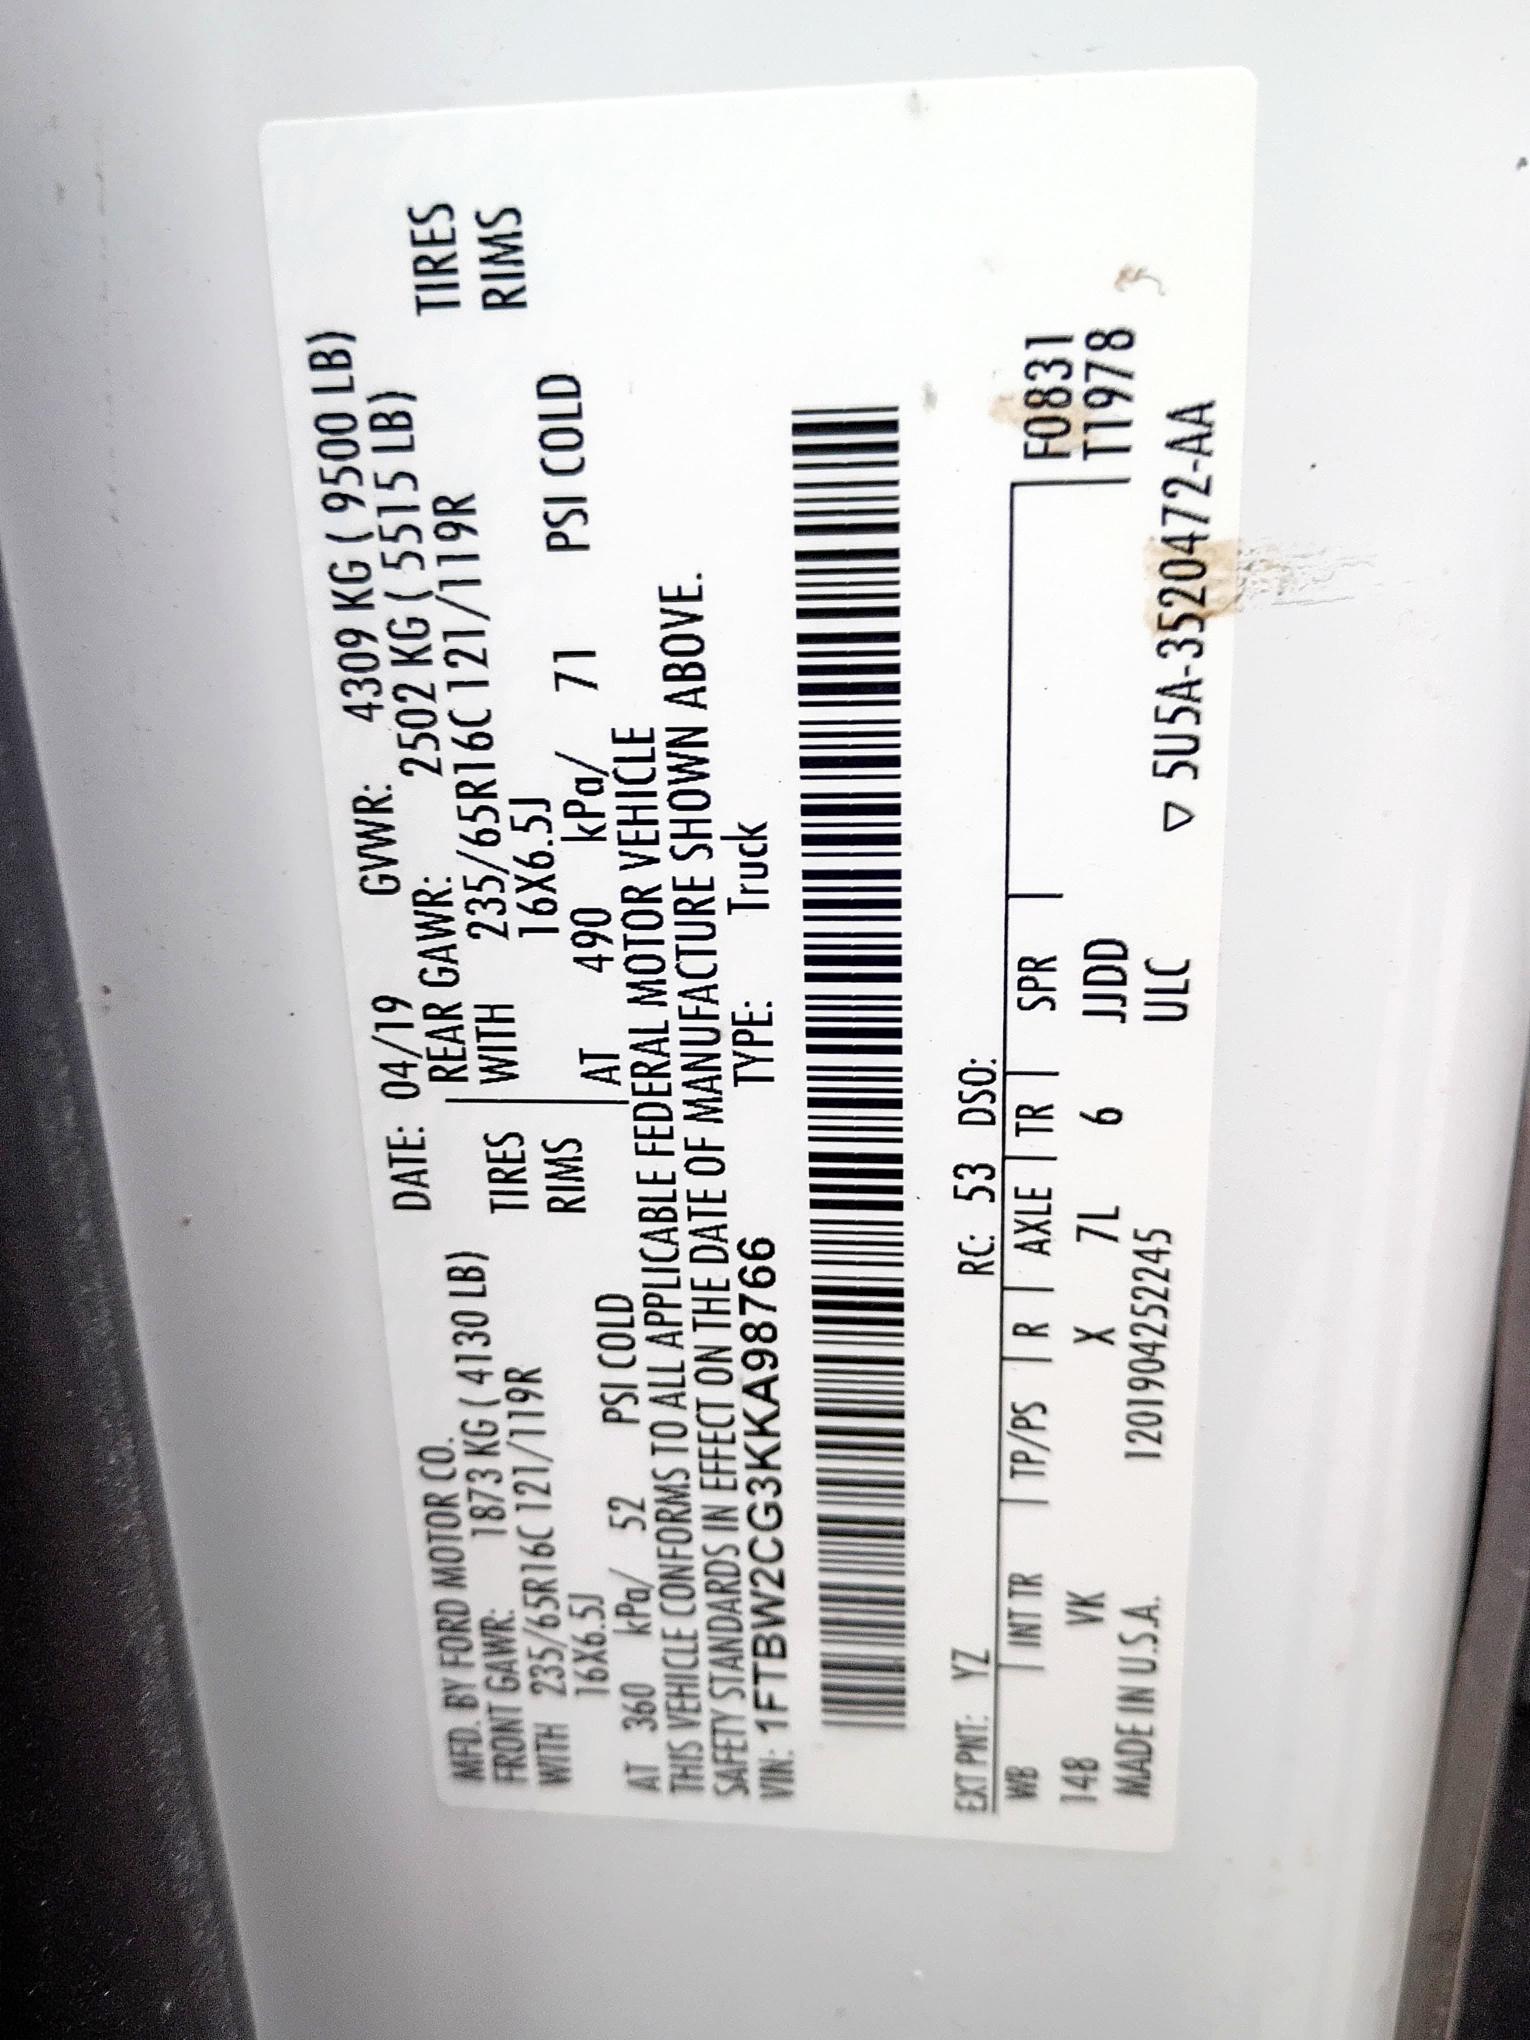 MFD. BY FORD MOTOR CO. DATE: 04/19 GVWR: 4309 KG ( 9500 LB)
FRONT GAWR: 1873 KG ( 4130 LB) REAR GAWR: 2502 KG ( 5515 LB)
WITH 235/65R16C 121/119R TIRES WITH 235/65R16C 121/119R TIRES
16X6.5J RIMS 16X6.5J RIMS
AT 360 kPa/ 52 PSI COLD AT 490 kPa/ 71 PSI COLD
THIS VEHICLE CONFORMS TO ALL APPLICABLE FEDERAL MOTOR VEHICLE
SAFETY STANDARDS IN EFFECT ON THE DATE OF MANUFACTURE SHOWN ABOVE.
VIN: 1FTBW2CG3KKA98766 TYPE: Truck
EXT PNT: YZ RC: 53 DSO:
WB | INT TR | TP/PS | R | AXLE | TR | SPR | F0831
148 VK X 7L 6 JJDD T1978
MADE IN U.S.A. 1201904252245 ULC
▽ 5U5A-3520472-AA